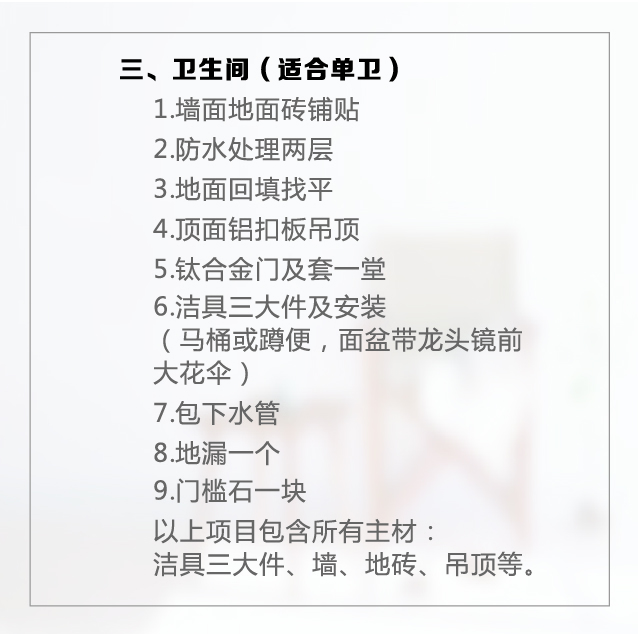 三、卫生间（适合单卫）
1.墙面地面砖铺贴
2.防水处理两层
3.地面回填找平
4.顶面铝扣板吊顶
5.钛合金门及套一堂
6.洁具三大件及安装
（马桶或蹲便，面盆带龙头镜前
大花伞）
7.包下水管
8.地漏一个
9.门槛石一块
以上项目包含所有主材：
洁具三大件、墙、地砖、吊顶等。